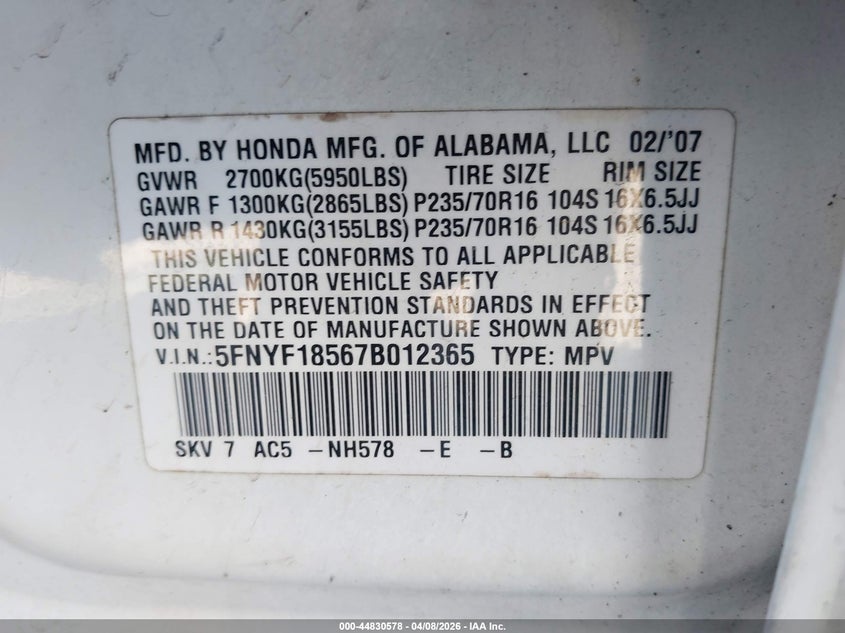 MFD. BY HONDA MFG. OF ALABAMA, LLC 02/'07
GVWR 2700KG(5950LBS) TIRE SIZE RIM SIZE
GAWR F 1300KG(2865LBS) P235/70R16 104S 16X6.5JJ
GAWR R 1430KG(3155LBS) P235/70R16 104S 16X6.5JJ
THIS VEHICLE CONFORMS TO ALL APPLICABLE
FEDERAL MOTOR VEHICLE SAFETY
AND THEFT PREVENTION STANDARDS IN EFFECT
ON THE DATE OF MANUFACTURE SHOWN ABOVE.
V.I.N.:5FNYF18567B012365 TYPE: MPV
SKV 7 AC5 -NH578 -E -B
000-44830578 - 04/08/2026 - IAA Inc.